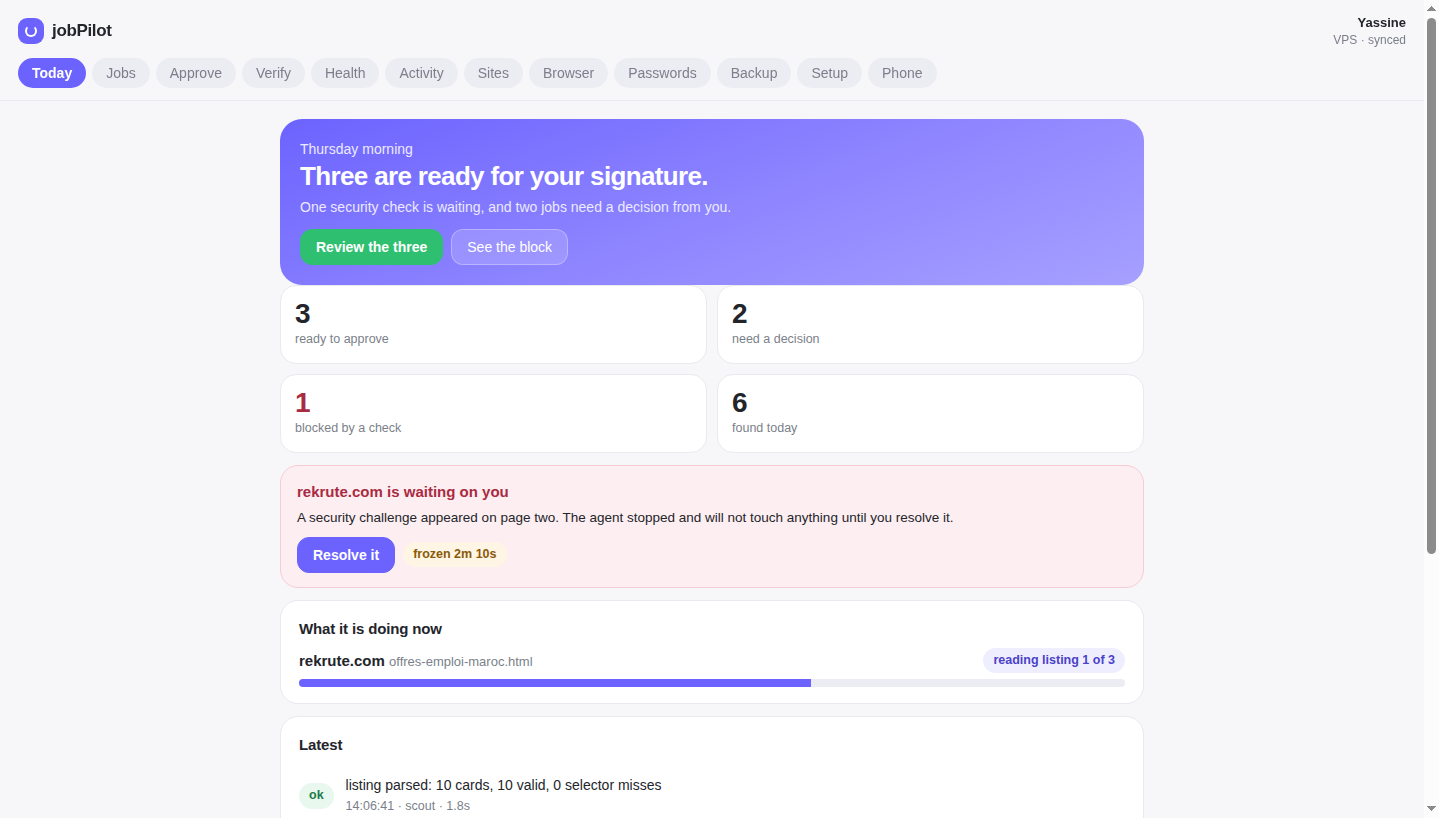 jobPilot
Yassine
VPS · synced
Today
Jobs
Approve
Verify
Health
Activity
Sites
Browser
Passwords
Backup
Setup
Phone
Thursday morning
Three are ready for your signature.
One security check is waiting, and two jobs need a decision from you.
Review the three
See the block
3
ready to approve
2
need a decision
1
blocked by a check
6
found today
rekrute.com is waiting on you
A security challenge appeared on page two. The agent stopped and will not touch anything until you resolve it.
Resolve it
frozen 2m 10s
What it is doing now
rekrute.com offres-emploi-maroc.html
reading listing 1 of 3
Latest
ok
listing parsed: 10 cards, 10 valid, 0 selector misses
14:06:41 · scout · 1.8s